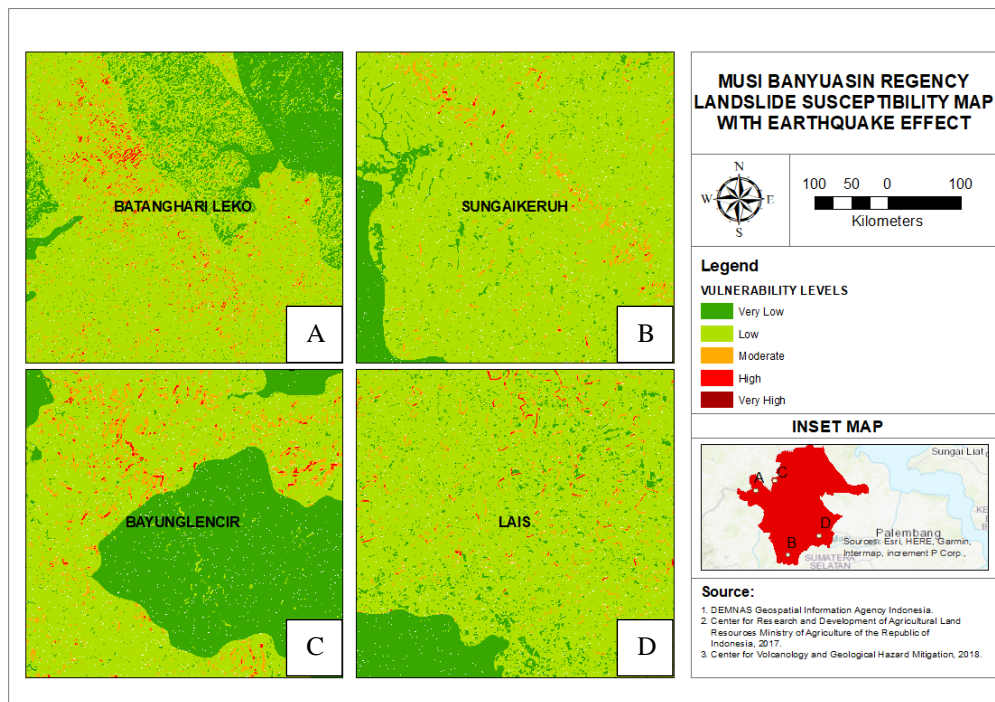 BATANGHARI LEKO
A
SUNGAIKERUH
B
BAYUNGLENCIR
C
LAIS
D
MUSI BANYUASIN REGENCY
LANDSLIDE SUSCEPTIBILITY MAP
WITH EARTHQUAKE EFFECT
N
W
E
S
100 50 0 100
Kilometers
Legend
VULNERABILITY LEVELS
Very Low
Low
Moderate
High
Very High
INSET MAP
Sungai Liat
A
C
D
B
Palembang
SUMATERA
SELATAN
Sources: Esri, HERE, Garmin,
Intermap, increment P Corp.,
Source:
1. DEMNAS Geospatial Information Agency Indonesia.
2. Center for Research and Development of Agricultural Land
Resources Ministry of Agriculture of the Republic of
Indonesia, 2017.
3. Center for Volcanology and Geological Hazard Mitigation, 2018.